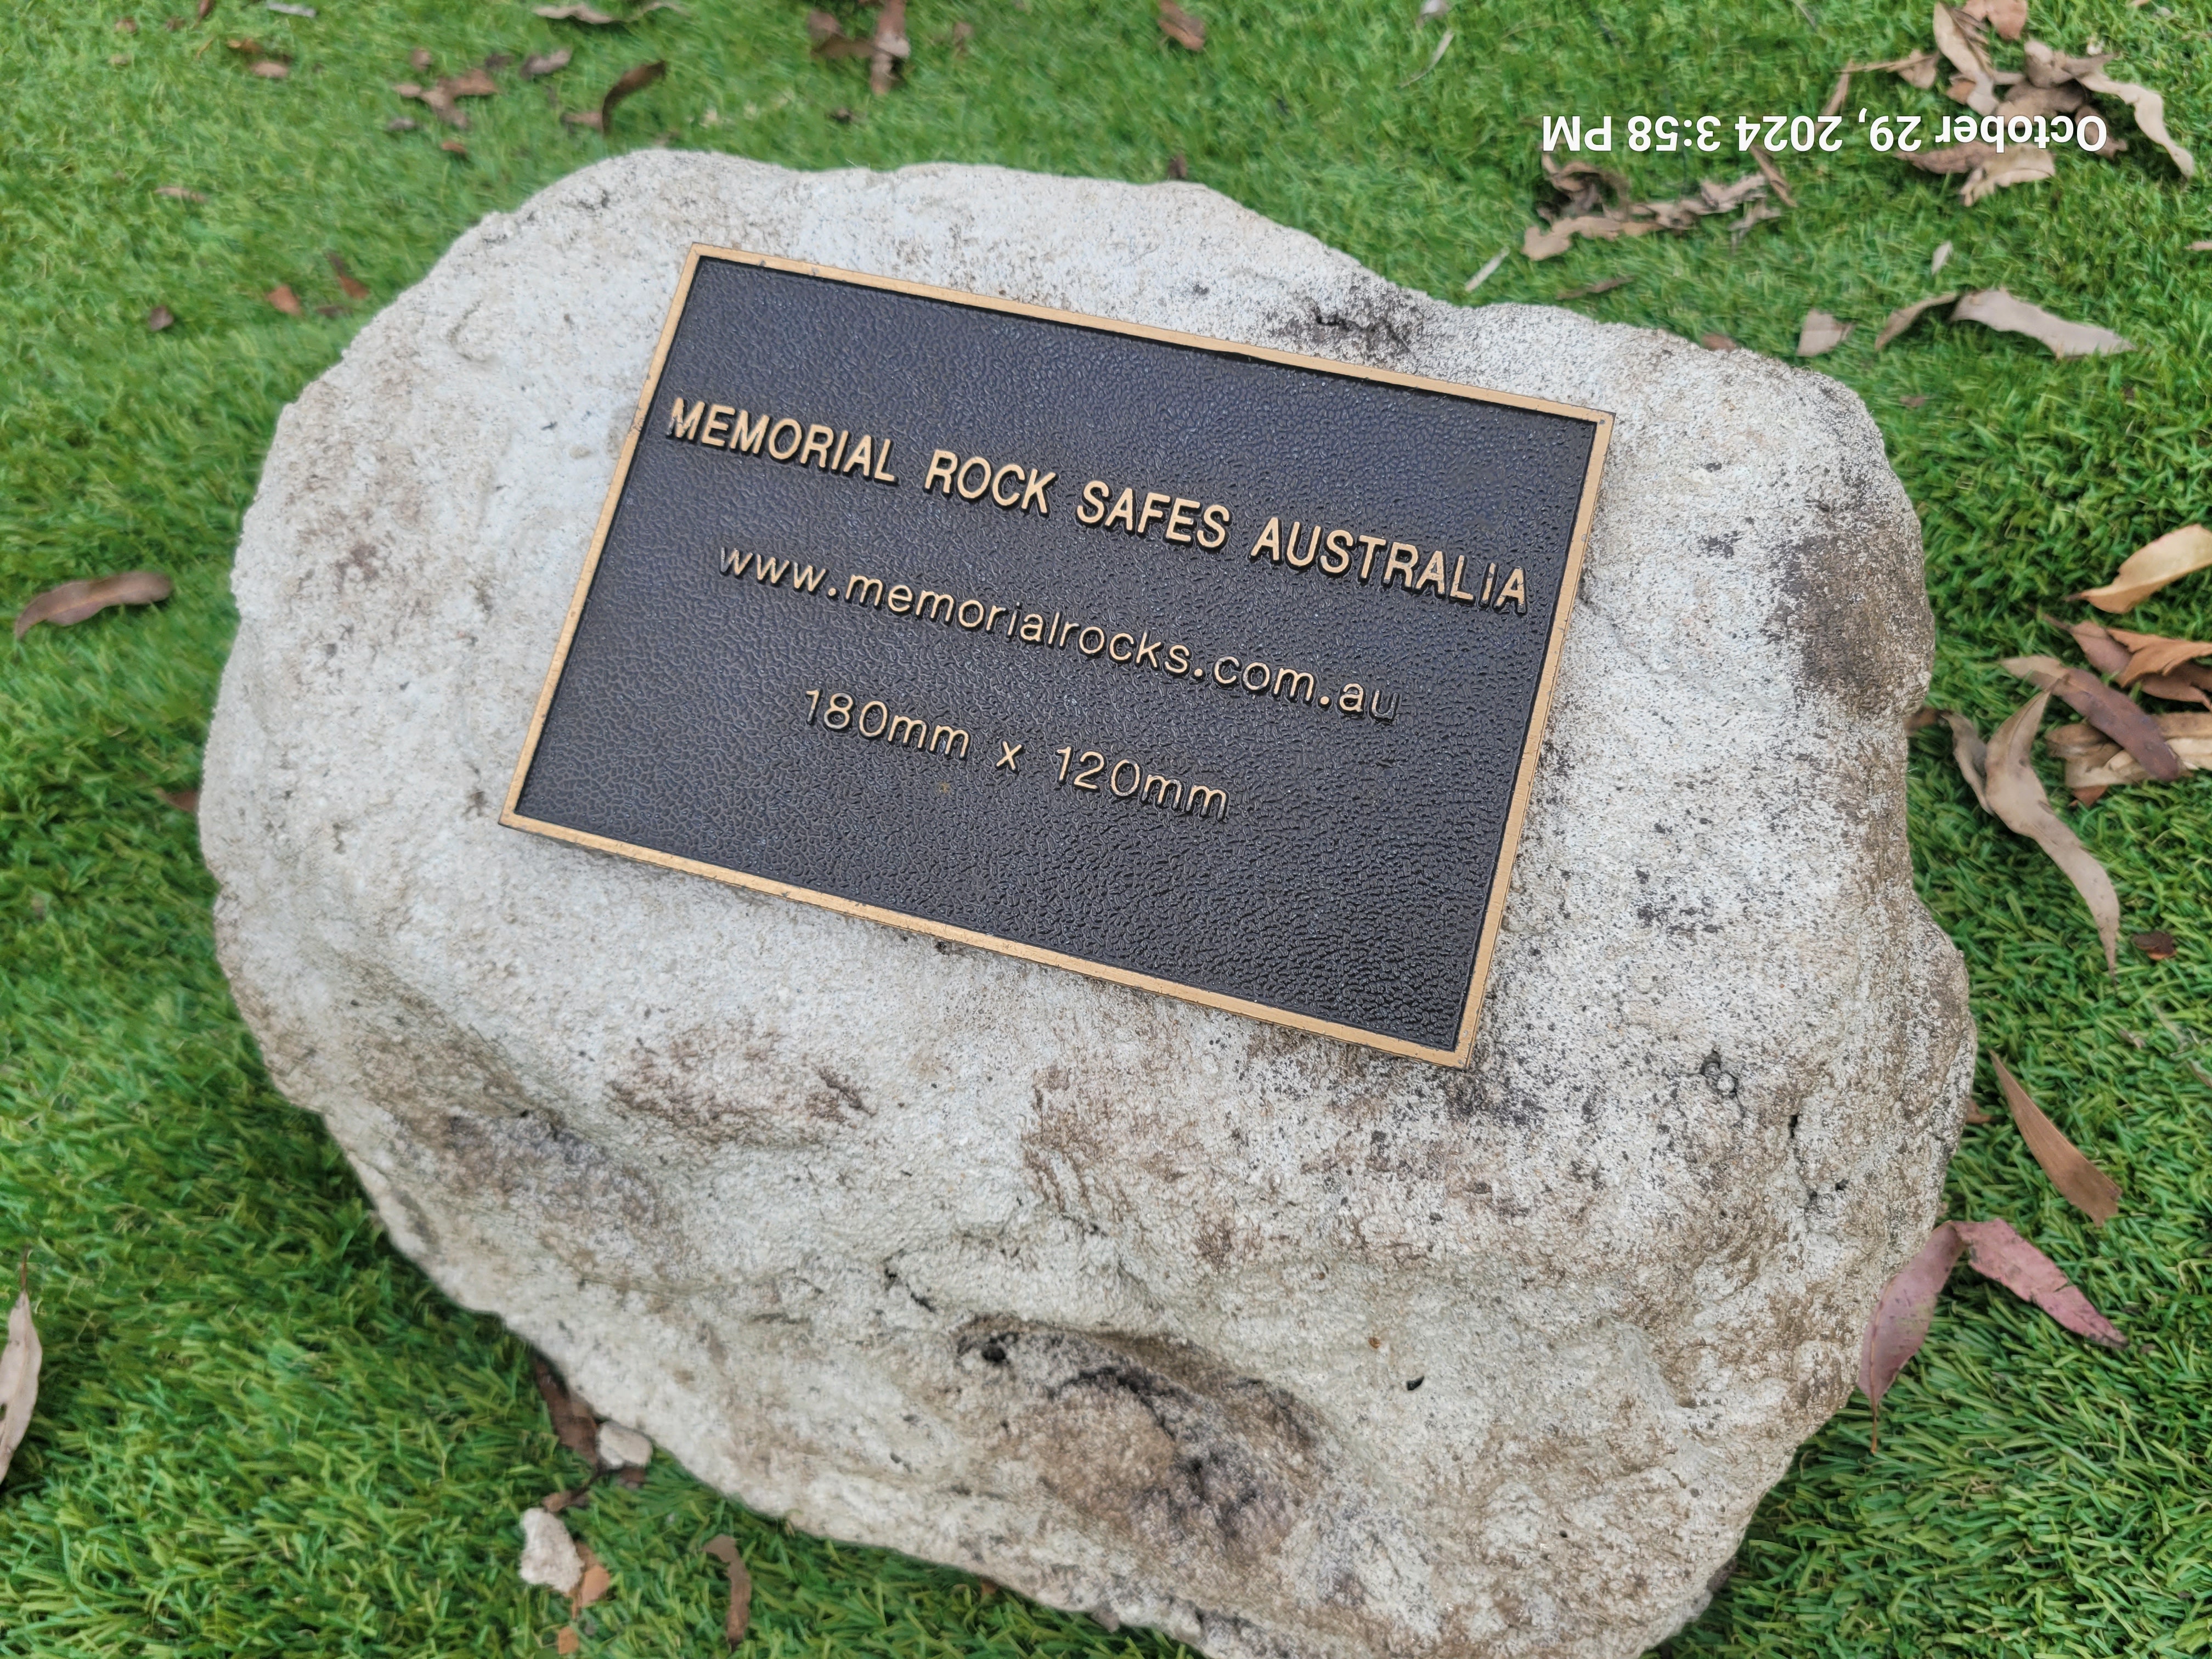 October 29, 2024 3:58 PM
MEMORIAL ROCK SAFES AUSTRALIA
www.memorialrocks.com.au
180mm x 120mm